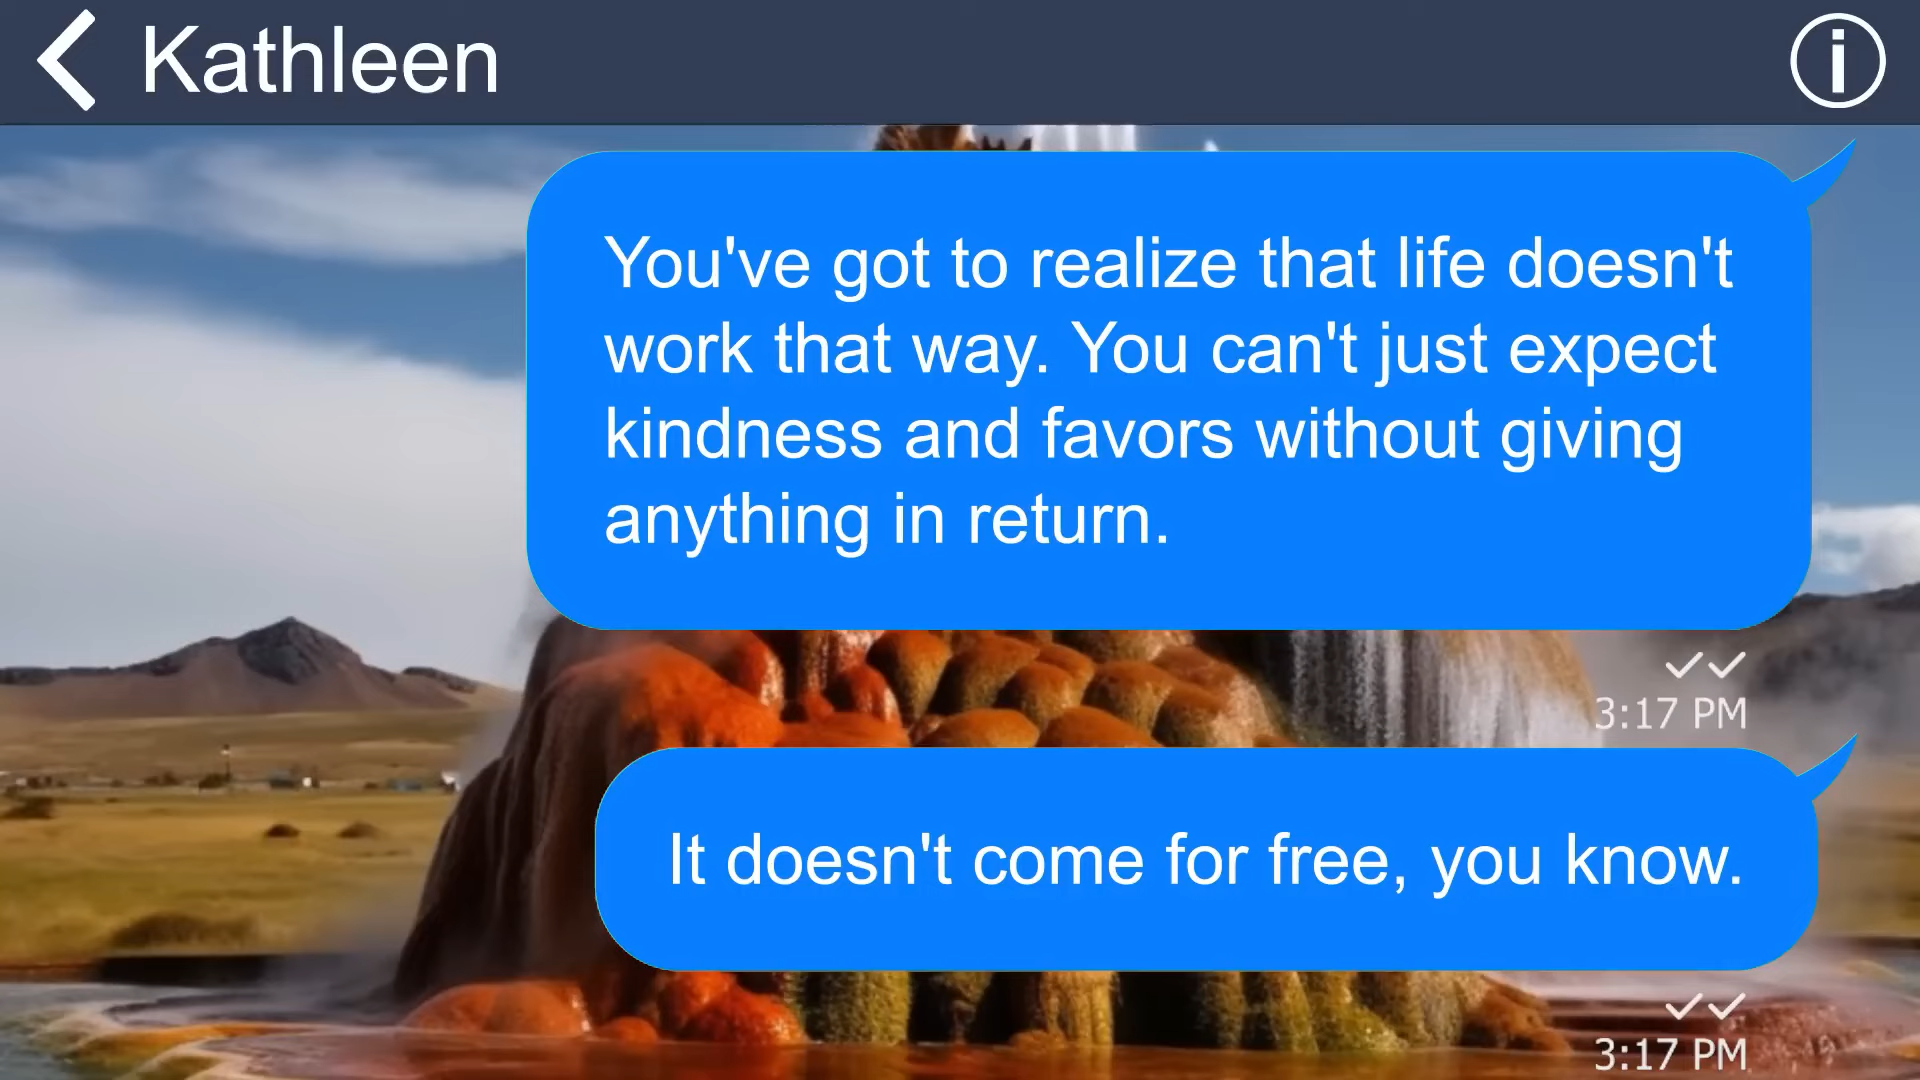 Kathleen
You've got to realize that life doesn't
work that way. You can't just expect
kindness and favors without giving
anything in return.
3:17 PM
It doesn't come for free, you know.
3:17 PM